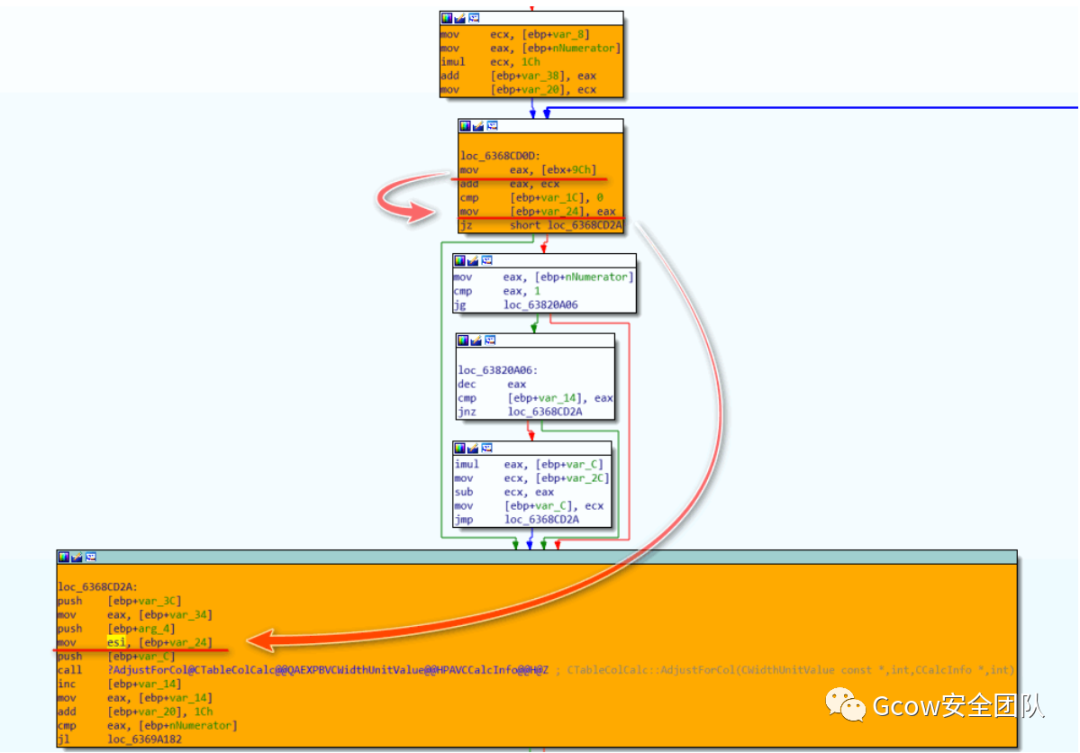 mov ecx, [ebp+var_8]
mov eax, [ebp+nNumerator]
imul ecx, 1Ch
add [ebp+var_38], eax
mov [ebp+var_20], ecx
loc_6368CD0D:
mov eax, [ebx+9Ch]
add eax, ecx
cmp [ebp+var_1C], 0
mov [ebp+var_24], eax
jz short loc_6368CD2A
mov eax, [ebp+nNumerator]
cmp eax, 1
jg loc_63820A06
loc_63820A06:
dec eax
cmp [ebp+var_14], eax
jnz loc_6368CD2A
imul eax, [ebp+var_C]
mov ecx, [ebp+var_2C]
sub ecx, eax
mov [ebp+var_C], ecx
jmp loc_6368CD2A
loc_6368CD2A:
push [ebp+var_3C]
mov eax, [ebp+var_34]
push [ebp+arg_4]
mov esi, [ebp+var_24]
push [ebp+var_C]
call ?AdjustForCol@CTableColCalc@@QAEXPBVCWidthUnitValue@@HPAVCCalcInfo@@H@Z ; CTableColCalc::AdjustForCol(CWidthUnitValue const *,int,CCalcInfo *,int)
inc [ebp+var_14]
mov eax, [ebp+var_14]
add [ebp+var_20], 1Ch
cmp eax, [ebp+nNumerator]
jl loc_6369A182
Gcow安全团队